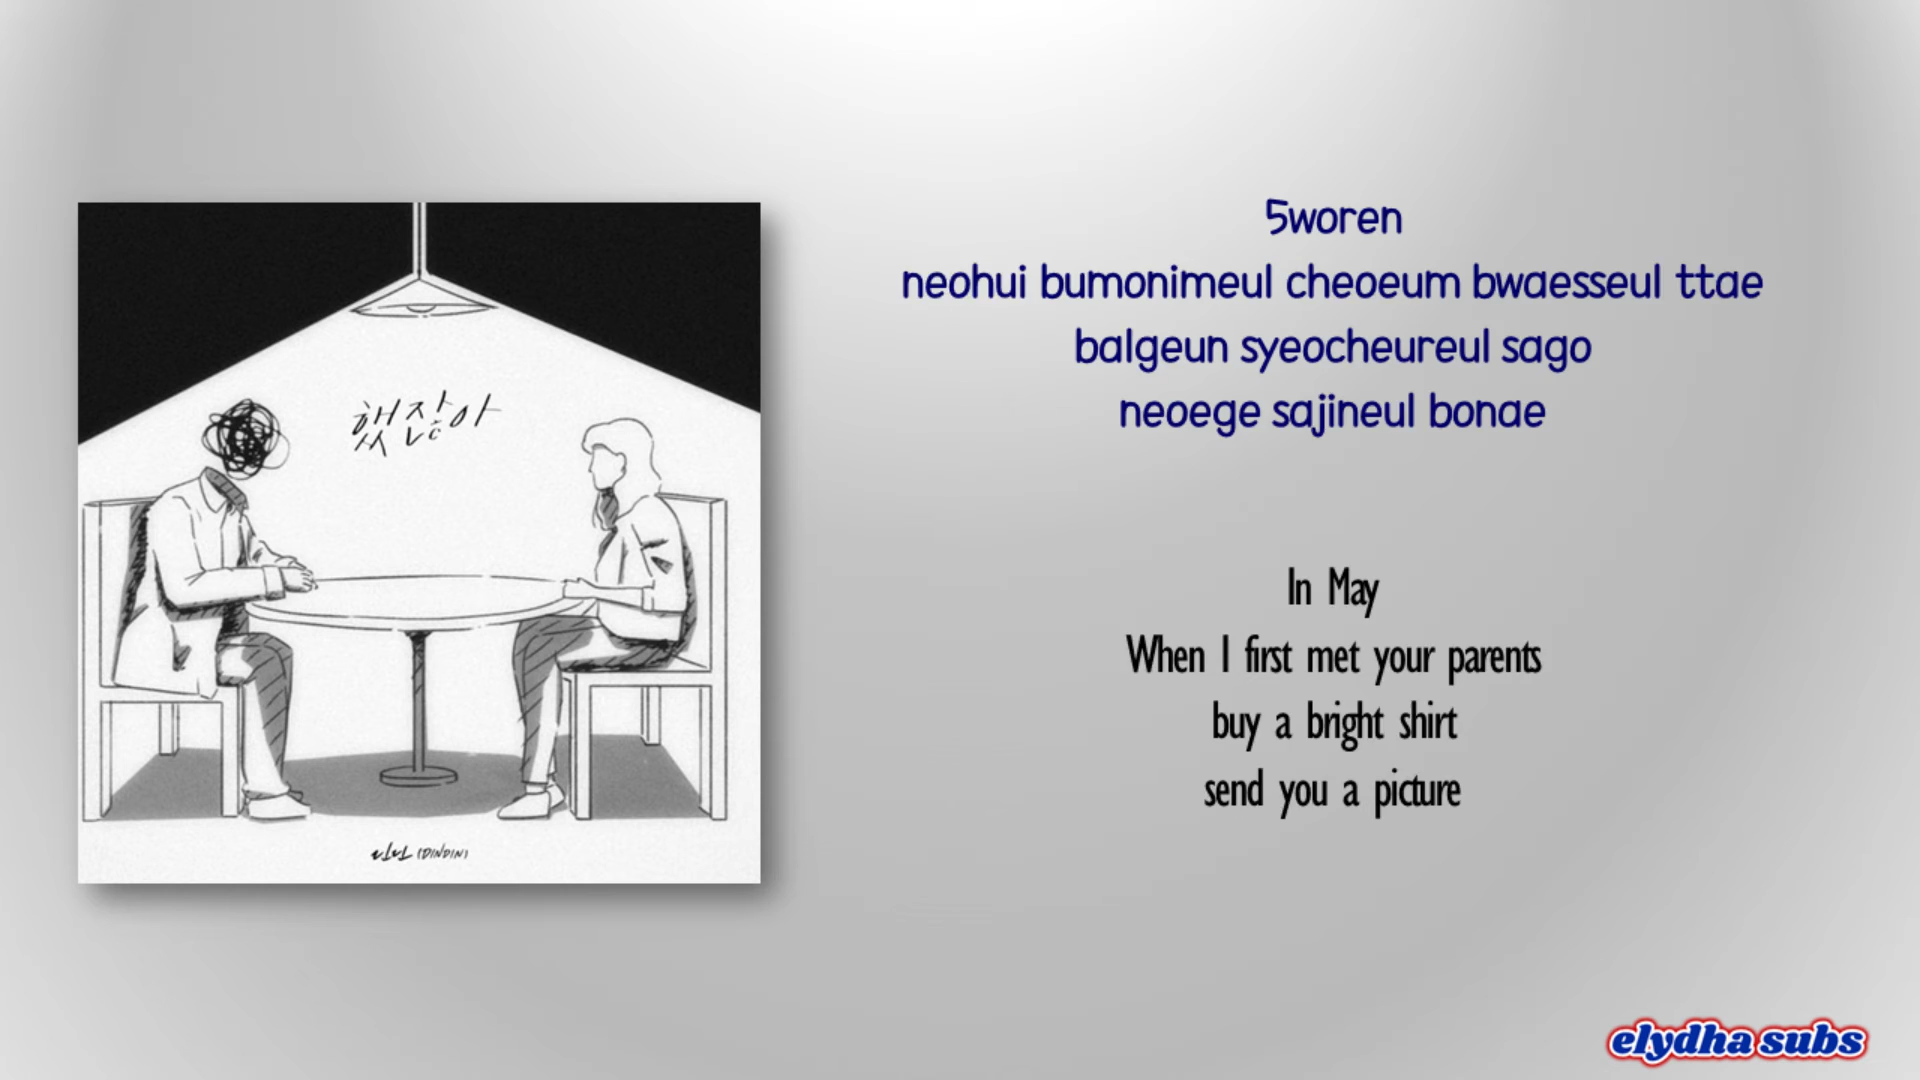 했잖아
딘딘 (DINDIN)
5woren
neohui bumonimeul cheoeum bwaesseul ttae
balgeun syeocheureul sago
neoege sajineul bonae
In May
When I first met your parents
buy a bright shirt
send you a picture
elydha subs